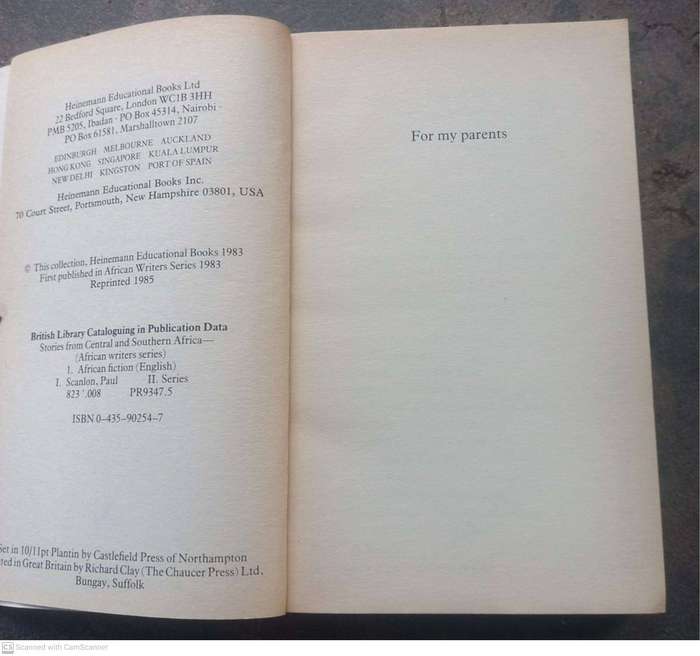 Heinemann Educational Books Ltd
22 Bedford Square, London WC1B 3HH
PMB 5205, Ibadan · PO Box 45314, Nairobi ·
PO Box 61581, Marshalltown 2107
EDINBURGH MELBOURNE AUCKLAND
HONG KONG SINGAPORE KUALA LUMPUR
NEW DELHI KINGSTON PORT OF SPAIN
Heinemann Educational Books Inc.
70 Court Street, Portsmouth, New Hampshire 03801, USA
© This collection, Heinemann Educational Books 1983
First published in African Writers Series 1983
Reprinted 1985
British Library Cataloguing in Publication Data
Stories from Central and Southern Africa—
(African writers series)
1. African fiction (English)
I. Scanlon, Paul II. Series
823′.008 PR9347.5
ISBN 0–435–90254–7
Set in 10/11pt Plantin by Castlefield Press of Northampton
ted in Great Britain by Richard Clay (The Chaucer Press) Ltd,
Bungay, Suffolk
For my parents
CS Scanned with CamScanner